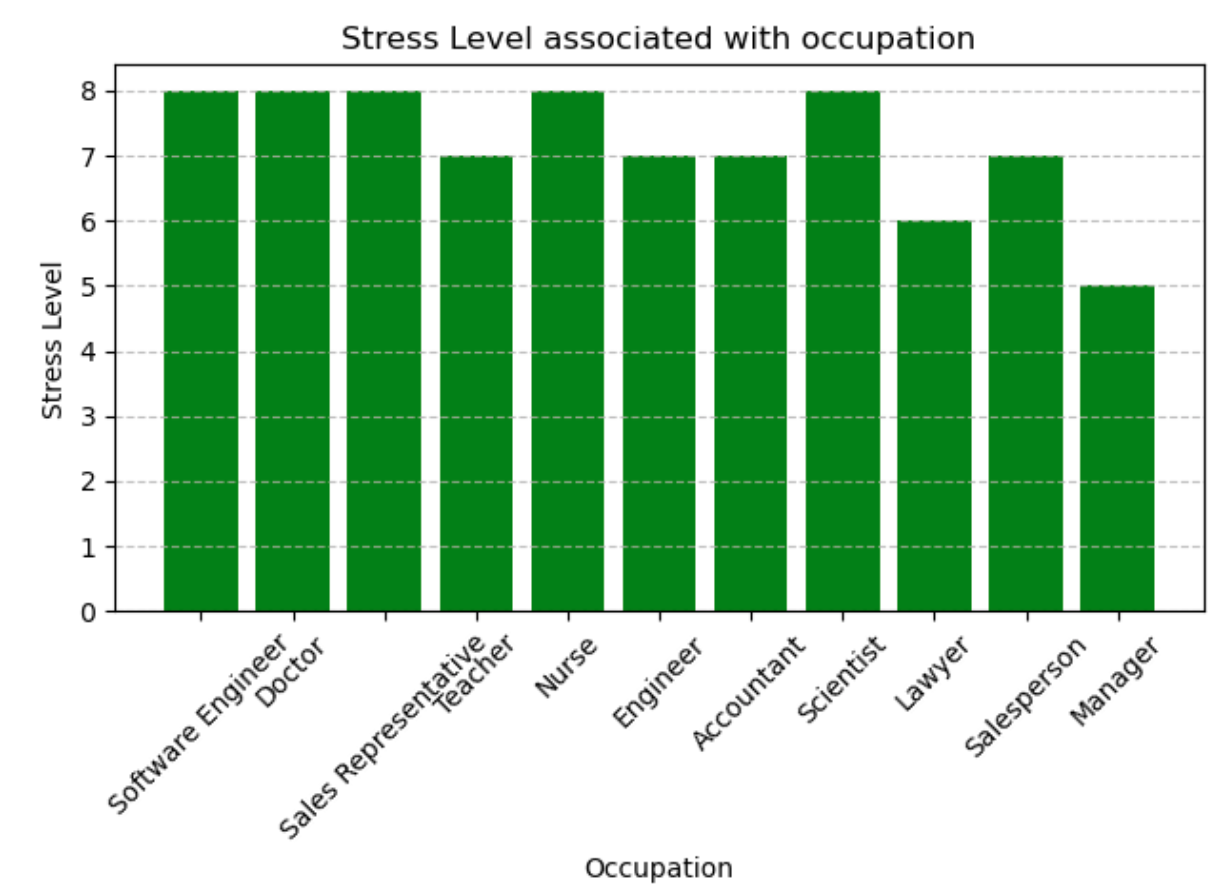 Stress Level associated with occupation
8
7
6
5
4
3
2
1
0
Stress Level
Software Engineer
Doctor
Sales Representative
Teacher
Nurse
Engineer
Accountant
Scientist
Lawyer
Salesperson
Manager
Occupation